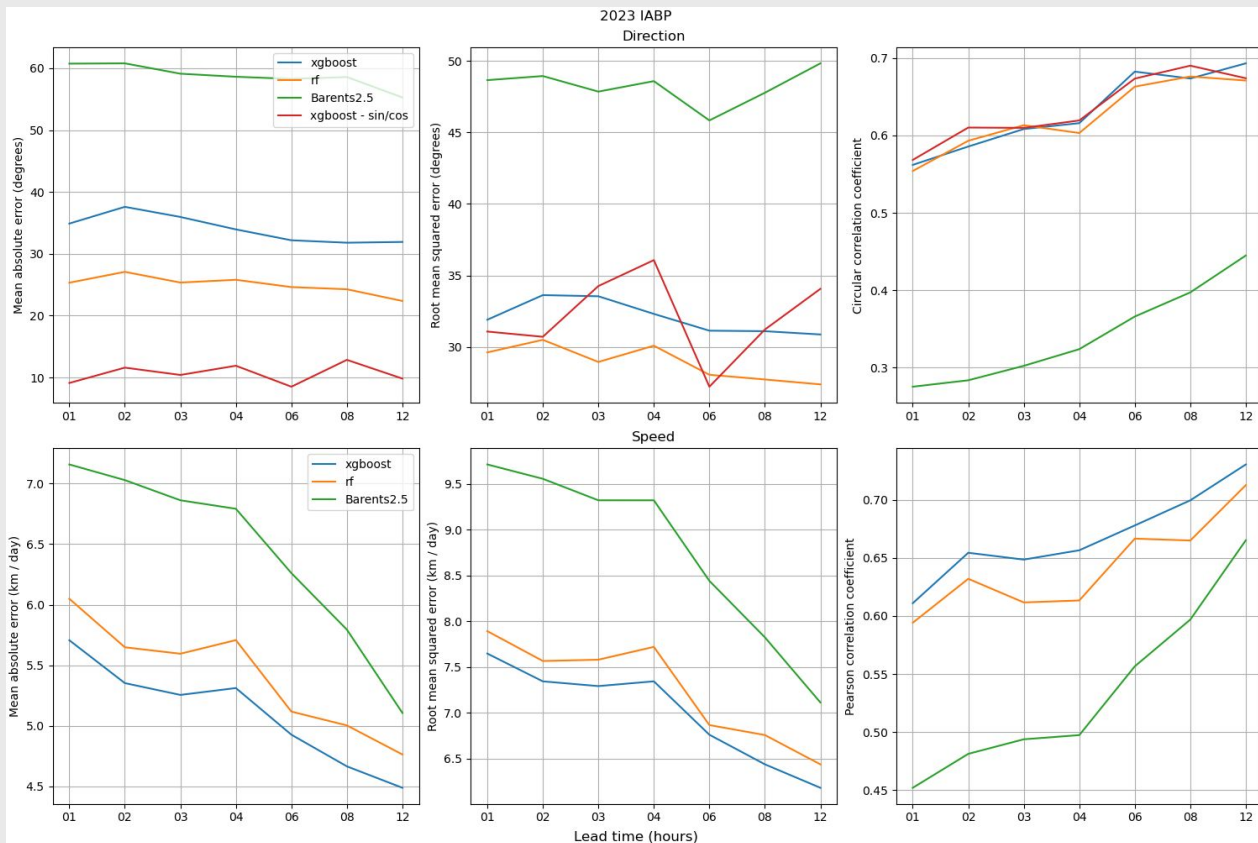 2023 IABP
Direction
Mean absolute error (degrees)
60
50
40
30
20
10
xgboost
rf
Barents2.5
xgboost - sin/cos
01 02 03 04 06 08 12
Root mean squared error (degrees)
50
45
40
35
30
01 02 03 04 06 08 12
Circular correlation coefficient
0.7
0.6
0.5
0.4
0.3
01 02 03 04 06 08 12
Speed
Mean absolute error (km / day)
7.0
6.5
6.0
5.5
5.0
4.5
xgboost
rf
Barents2.5
01 02 03 04 06 08 12
Root mean squared error (km / day)
9.5
9.0
8.5
8.0
7.5
7.0
6.5
01 02 03 04 06 08 12
Pearson correlation coefficient
0.70
0.65
0.60
0.55
0.50
0.45
01 02 03 04 06 08 12
Lead time (hours)